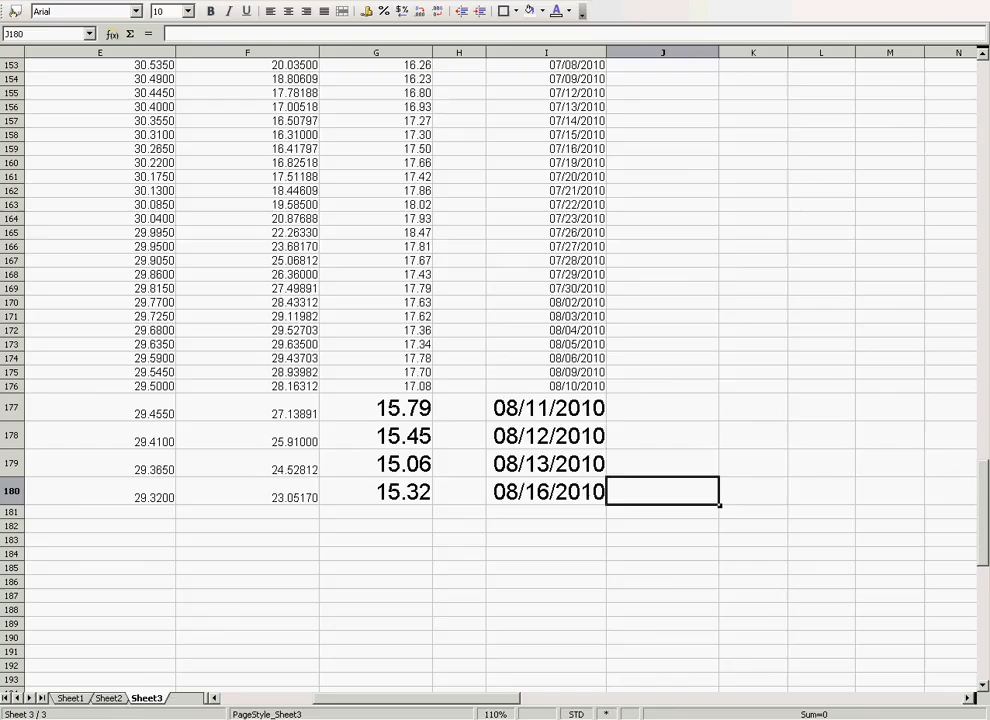 Arial 10 B I U
J180 f(x) Σ =
E F G H I J K L M N
153 30.5350 20.03500 16.26 07/08/2010
154 30.4900 18.80609 16.23 07/09/2010
155 30.4450 17.78188 16.80 07/12/2010
156 30.4000 17.00518 16.93 07/13/2010
157 30.3550 16.50797 17.27 07/14/2010
158 30.3100 16.31000 17.30 07/15/2010
159 30.2650 16.41797 17.50 07/16/2010
160 30.2200 16.82518 17.66 07/19/2010
161 30.1750 17.51188 17.42 07/20/2010
162 30.1300 18.44609 17.86 07/21/2010
163 30.0850 19.58500 18.02 07/22/2010
164 30.0400 20.87688 17.93 07/23/2010
165 29.9950 22.26330 18.47 07/26/2010
166 29.9500 23.68170 17.81 07/27/2010
167 29.9050 25.06812 17.67 07/28/2010
168 29.8600 26.36000 17.43 07/29/2010
169 29.8150 27.49891 17.79 07/30/2010
170 29.7700 28.43312 17.63 08/02/2010
171 29.7250 29.11982 17.62 08/03/2010
172 29.6800 29.52703 17.36 08/04/2010
173 29.6350 29.63500 17.34 08/05/2010
174 29.5900 29.43703 17.78 08/06/2010
175 29.5450 28.93982 17.70 08/09/2010
176 29.5000 28.16312 17.08 08/10/2010
177 29.4550 27.13891 15.79 08/11/2010
178 29.4100 25.91000 15.45 08/12/2010
179 29.3650 24.52812 15.06 08/13/2010
180 29.3200 23.05170 15.32 08/16/2010
181
182
183
184
185
186
187
188
189
190
191
192
193
Sheet1 Sheet2 Sheet3
Sheet 3 / 3 PageStyle_Sheet3 110% STD * Sum=0